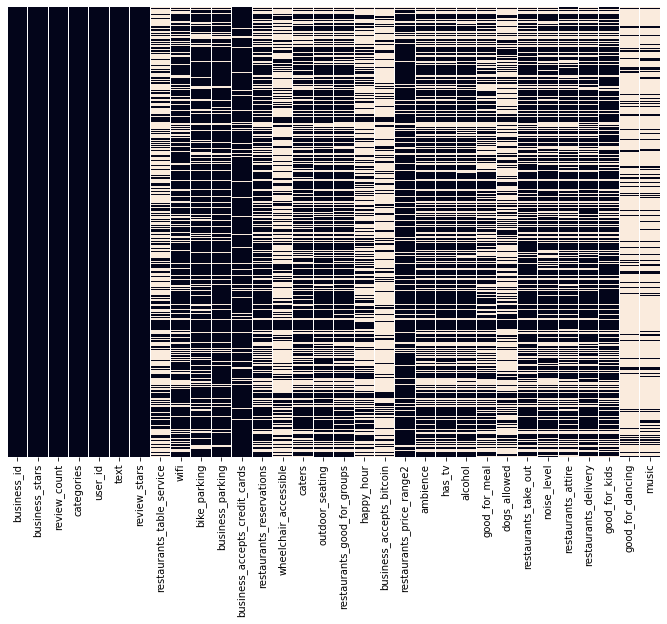 business_id
business_stars
review_count
categories
user_id
text
review_stars
restaurants_table_service
wifi
bike_parking
business_parking
business_accepts_credit_cards
restaurants_reservations
wheelchair_accessible
caters
outdoor_seating
restaurants_good_for_groups
happy_hour
business_accepts_bitcoin
restaurants_price_range2
ambience
has_tv
alcohol
good_for_meal
dogs_allowed
restaurants_take_out
noise_level
restaurants_attire
restaurants_delivery
good_for_kids
good_for_dancing
music